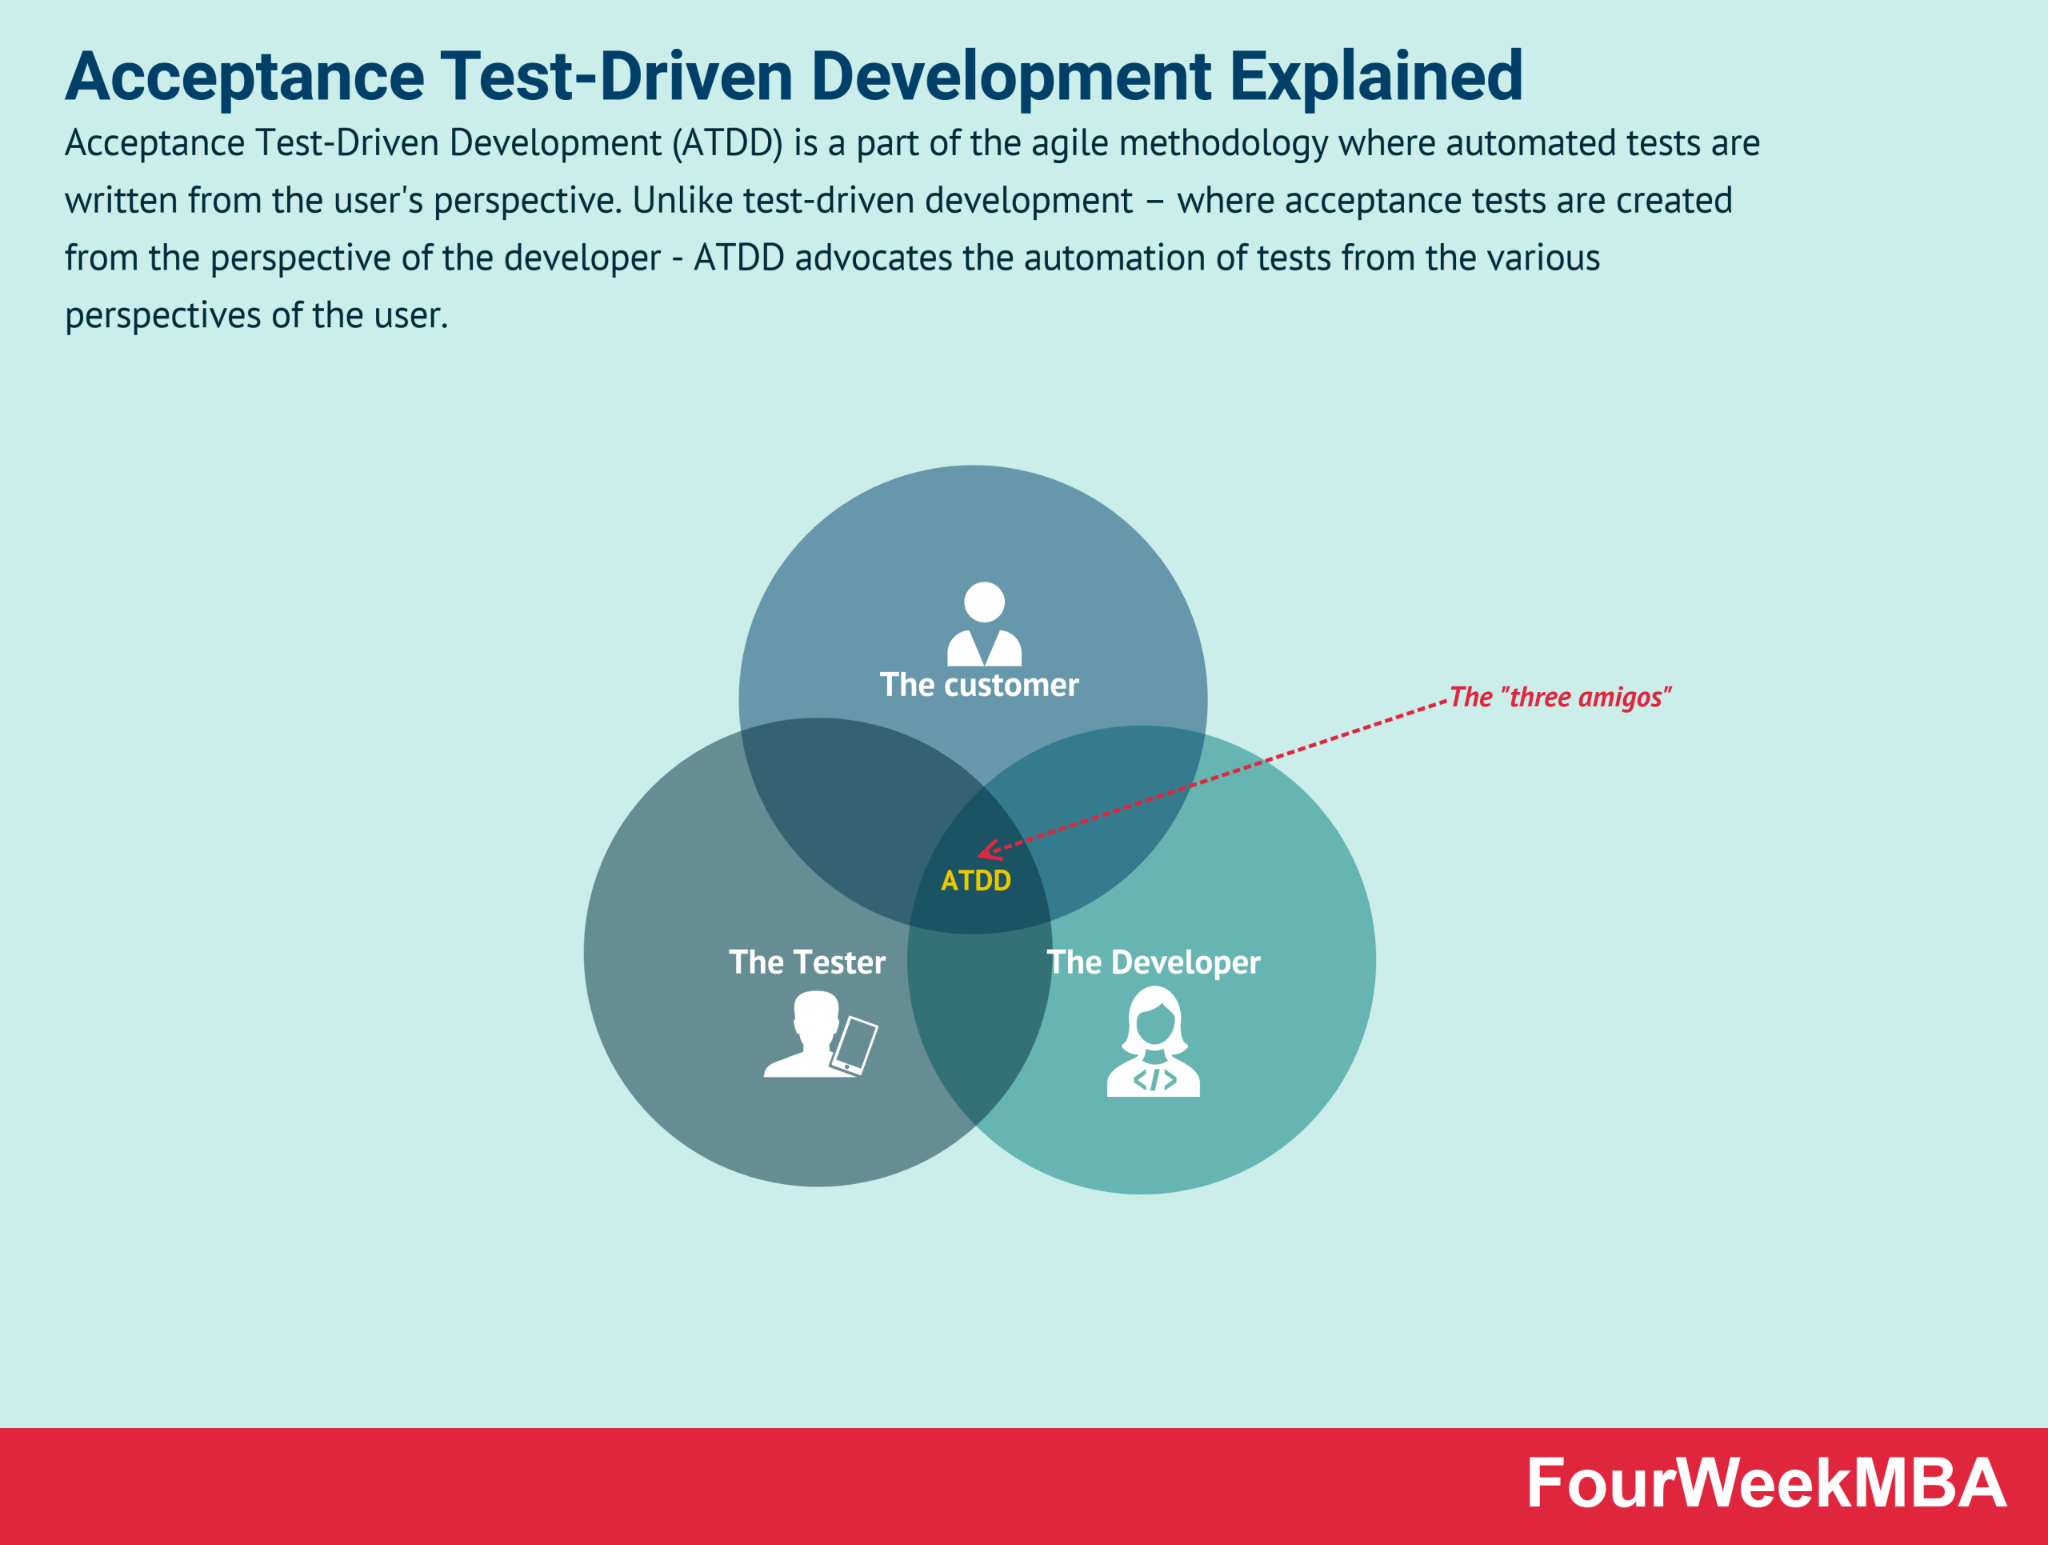 Acceptance Test-Driven Development Explained
Acceptance Test-Driven Development (ATDD) is a part of the agile methodology where automated tests are
written from the user's perspective. Unlike test-driven development – where acceptance tests are created
from the perspective of the developer - ATDD advocates the automation of tests from the various
perspectives of the user.
The customer
The "three amigos"
ATDD
The Tester
The Developer
</>
FourWeekMBA